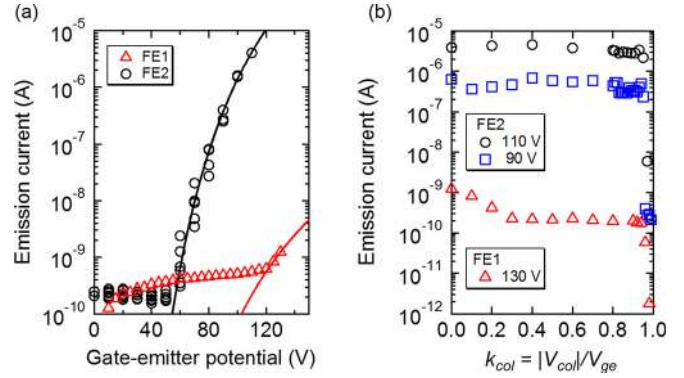 (a)
10⁻⁵
10⁻⁶
10⁻⁷
10⁻⁸
10⁻⁹
10⁻¹⁰
Emission current (A)
FE1
FE2
0 40 80 120
Gate-emitter potential (V)
(b)
10⁻⁵
10⁻⁶
10⁻⁷
10⁻⁸
10⁻⁹
10⁻¹⁰
10⁻¹¹
10⁻¹²
Emission current (A)
FE2
110 V
90 V
FE1
130 V
0.0 0.2 0.4 0.6 0.8 1.0
k_col = |V_col|/V_ge